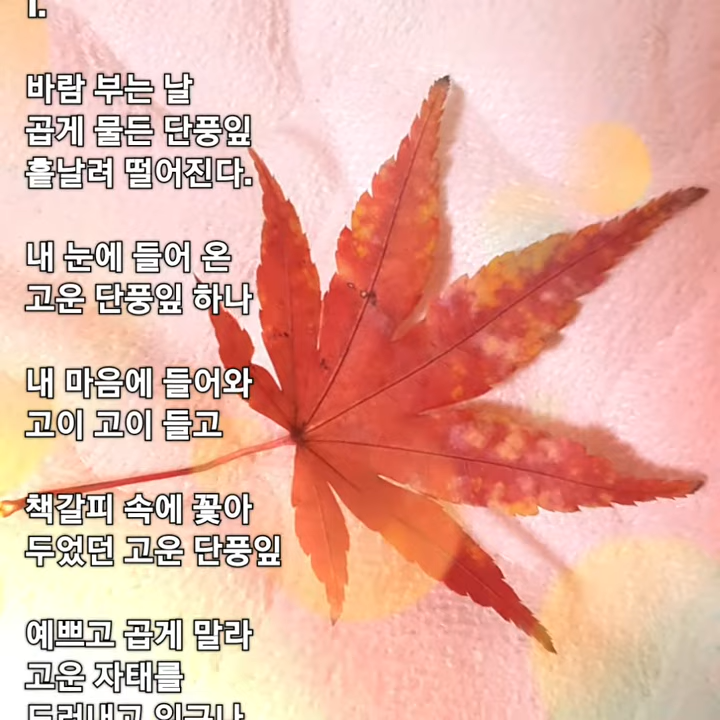 1.
바람 부는 날
곱게 물든 단풍잎
흩날려 떨어진다.
내 눈에 들어 온
고운 단풍잎 하나
내 마음에 들어와
고이 고이 들고
책갈피 속에 꽂아
두었던 고운 단풍잎
예쁘고 곱게 말라
고운 자태를